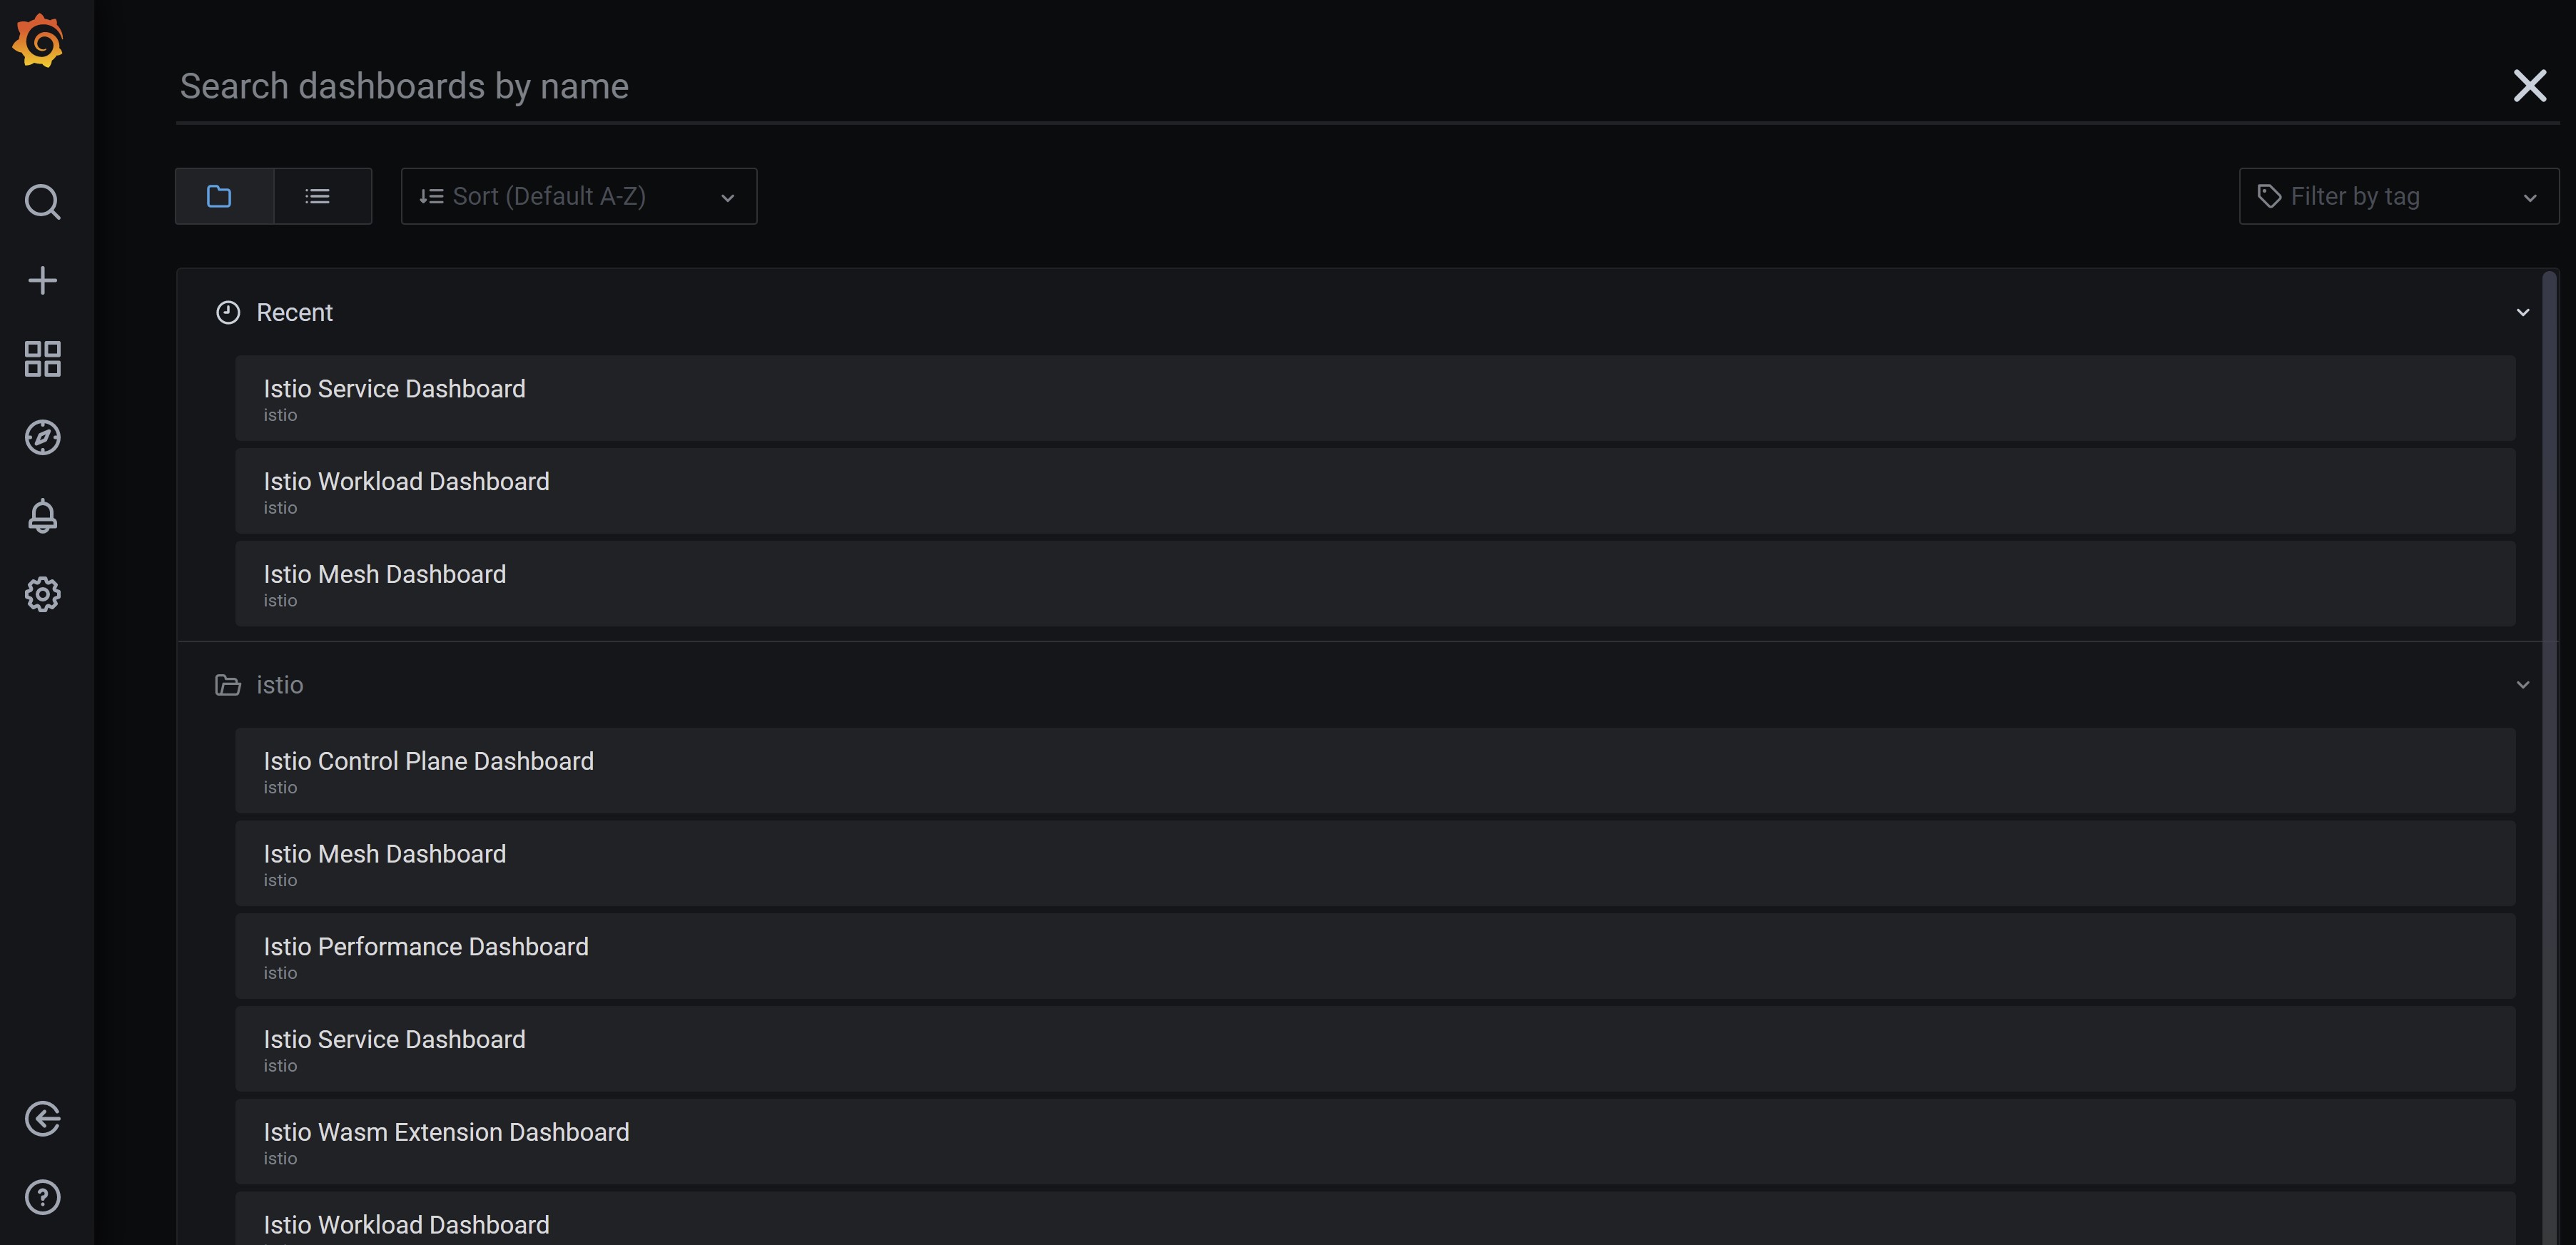 Search dashboards by name
Sort (Default A-Z)
Filter by tag
Recent
Istio Service Dashboard
istio
Istio Workload Dashboard
istio
Istio Mesh Dashboard
istio
istio
Istio Control Plane Dashboard
istio
Istio Mesh Dashboard
istio
Istio Performance Dashboard
istio
Istio Service Dashboard
istio
Istio Wasm Extension Dashboard
istio
Istio Workload Dashboard